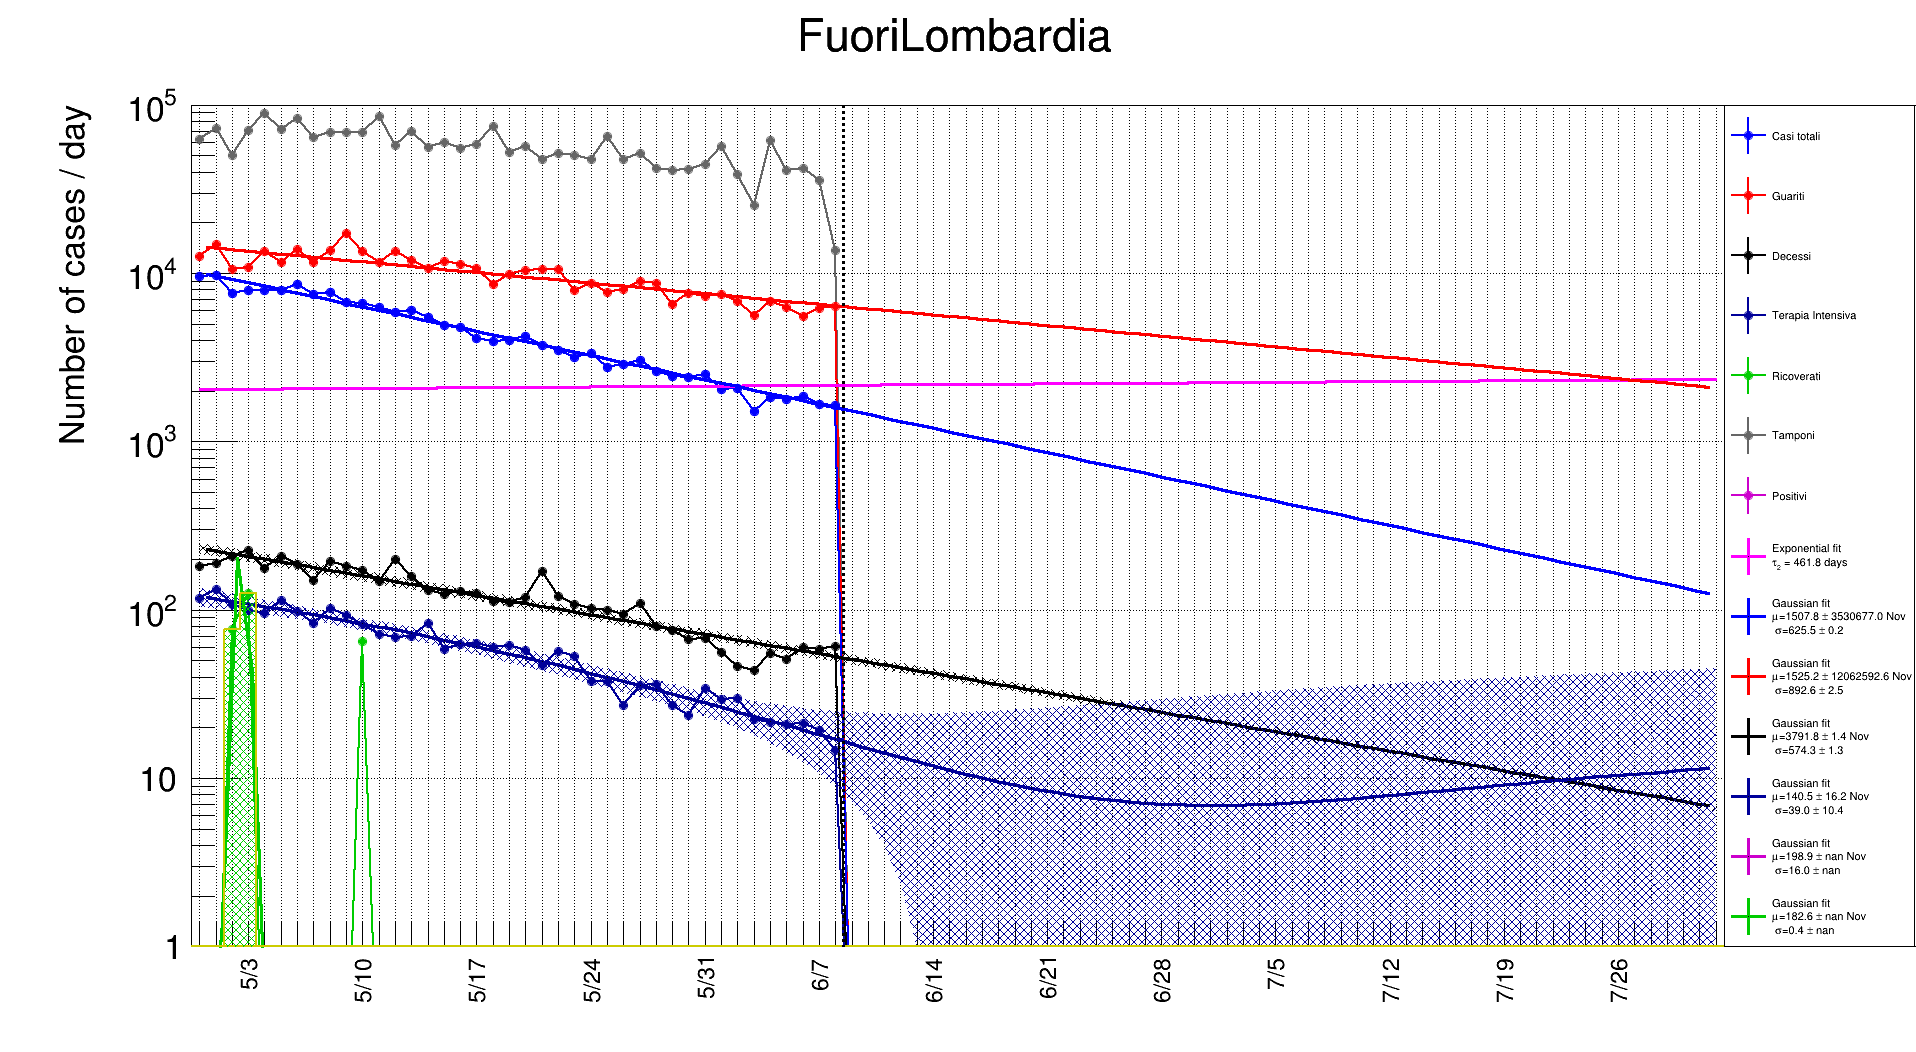 FuoriLombardia
Number of cases / day
10^5
10^4
10^3
10^2
10
1
5/3
5/10
5/17
5/24
5/31
6/7
6/14
6/21
6/28
7/5
7/12
7/19
7/26
Casi totali
Guariti
Decessi
Terapia Intensiva
Ricoverati
Tamponi
Positivi
Exponential fit
τ₂ = 461.8 days
Gaussian fit
μ=1507.8 ± 3530677.0 Nov
σ=625.5 ± 0.2
Gaussian fit
μ=1525.2 ± 12062592.6 Nov
σ=892.6 ± 2.5
Gaussian fit
μ=3791.8 ± 1.4 Nov
σ=574.3 ± 1.3
Gaussian fit
μ=140.5 ± 16.2 Nov
σ=39.0 ± 10.4
Gaussian fit
μ=198.9 ± nan Nov
σ=16.0 ± nan
Gaussian fit
μ=182.6 ± nan Nov
σ=0.4 ± nan